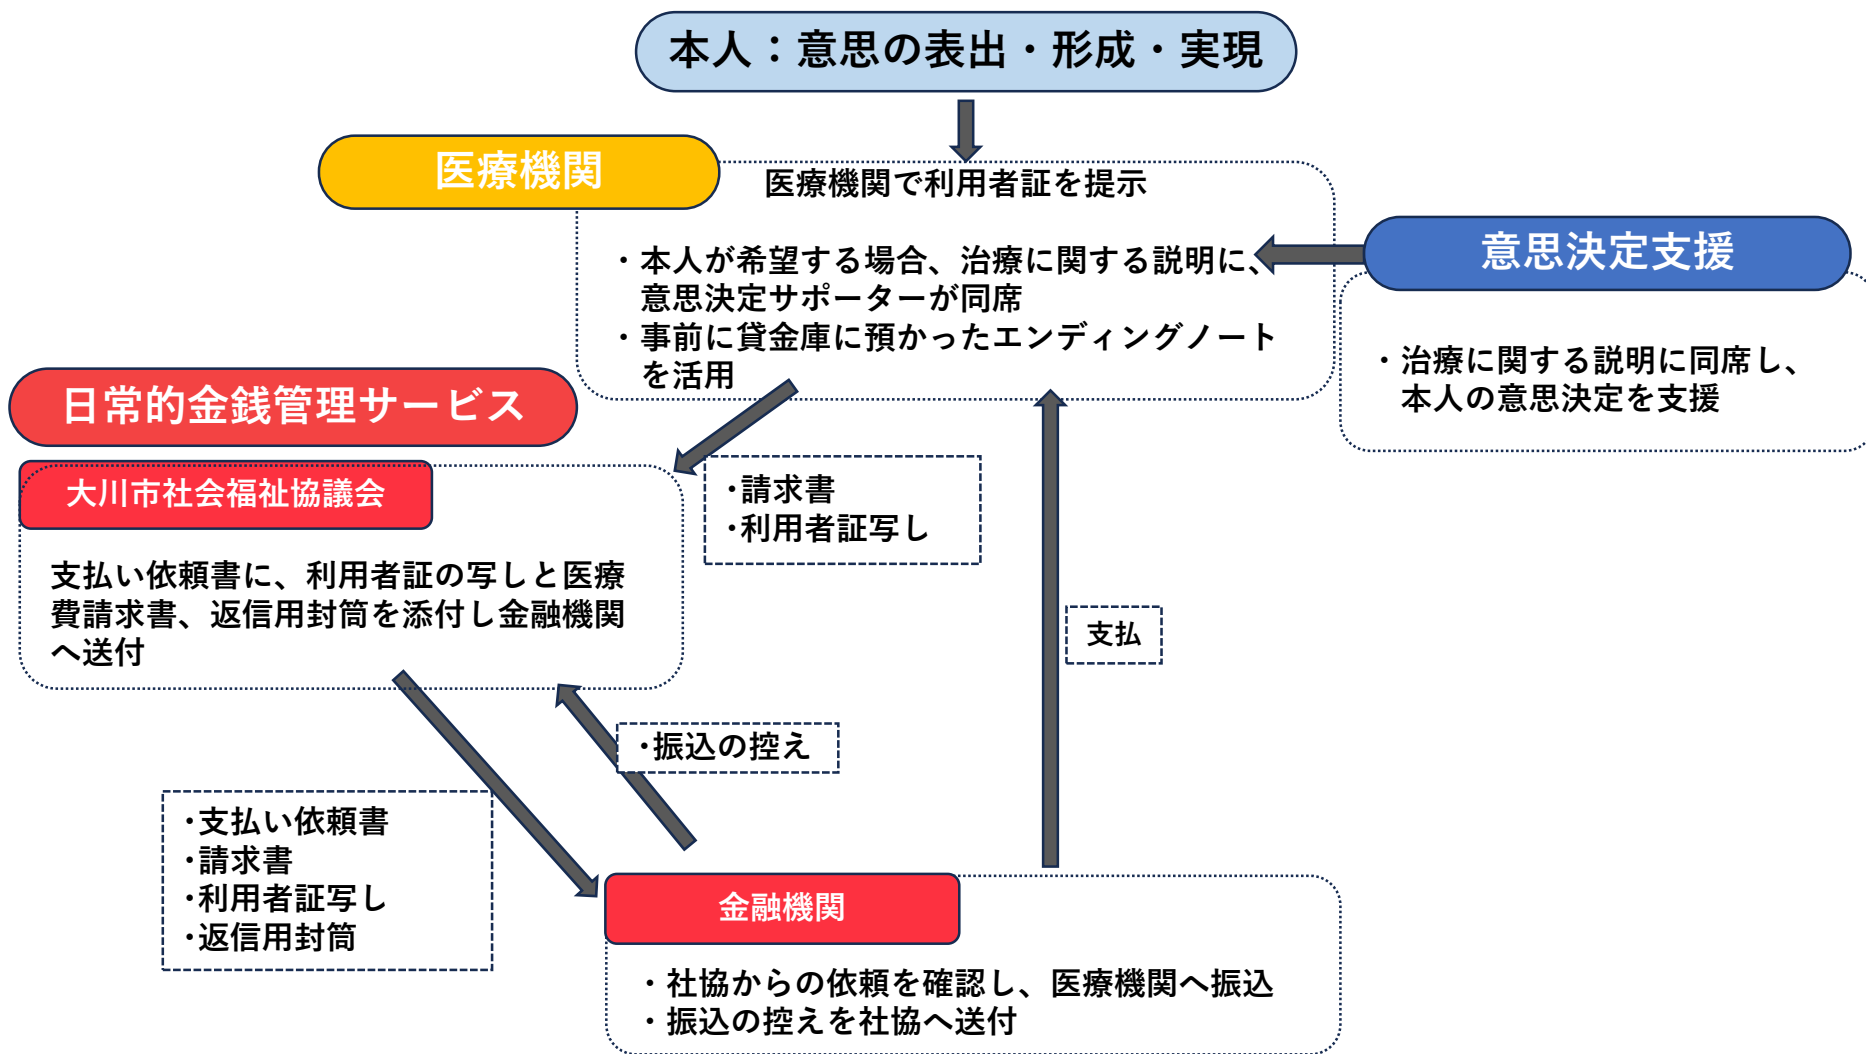 本人：意思の表出・形成・実現
医療機関
医療機関で利用者証を提示
・本人が希望する場合、治療に関する説明に、
意思決定サポーターが同席
・事前に貸金庫に預かったエンディングノート
を活用
意思決定支援
・治療に関する説明に同席し、
本人の意思決定を支援
日常的金銭管理サービス
大川市社会福祉協議会
支払い依頼書に、利用者証の写しと医療
費請求書、返信用封筒を添付し金融機関
へ送付
・請求書
・利用者証写し
支払
・振込の控え
・支払い依頼書
・請求書
・利用者証写し
・返信用封筒
金融機関
・社協からの依頼を確認し、医療機関へ振込
・振込の控えを社協へ送付